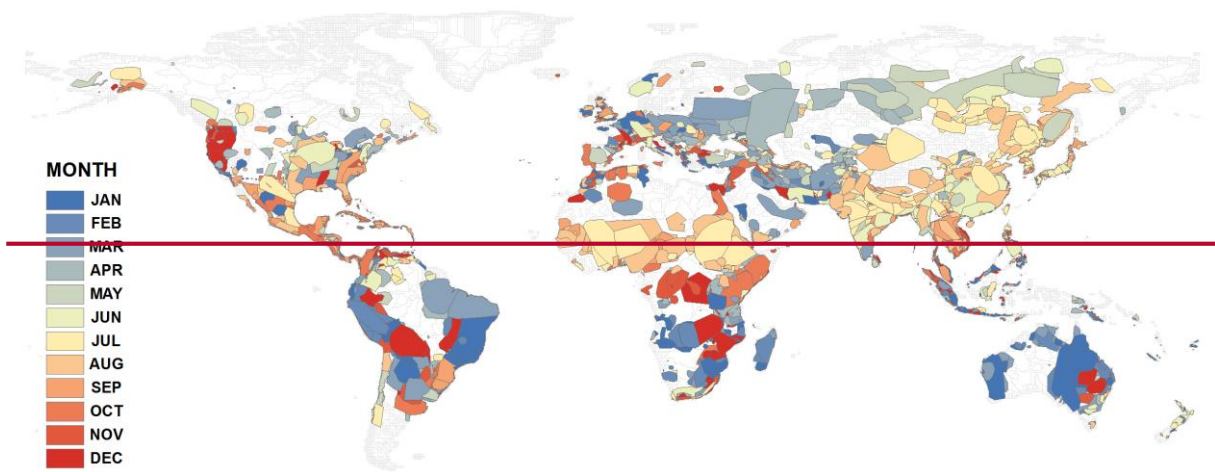 MONTH
JAN
FEB
MAR
APR
MAY
JUN
JUL
AUG
SEP
OCT
NOV
DEC